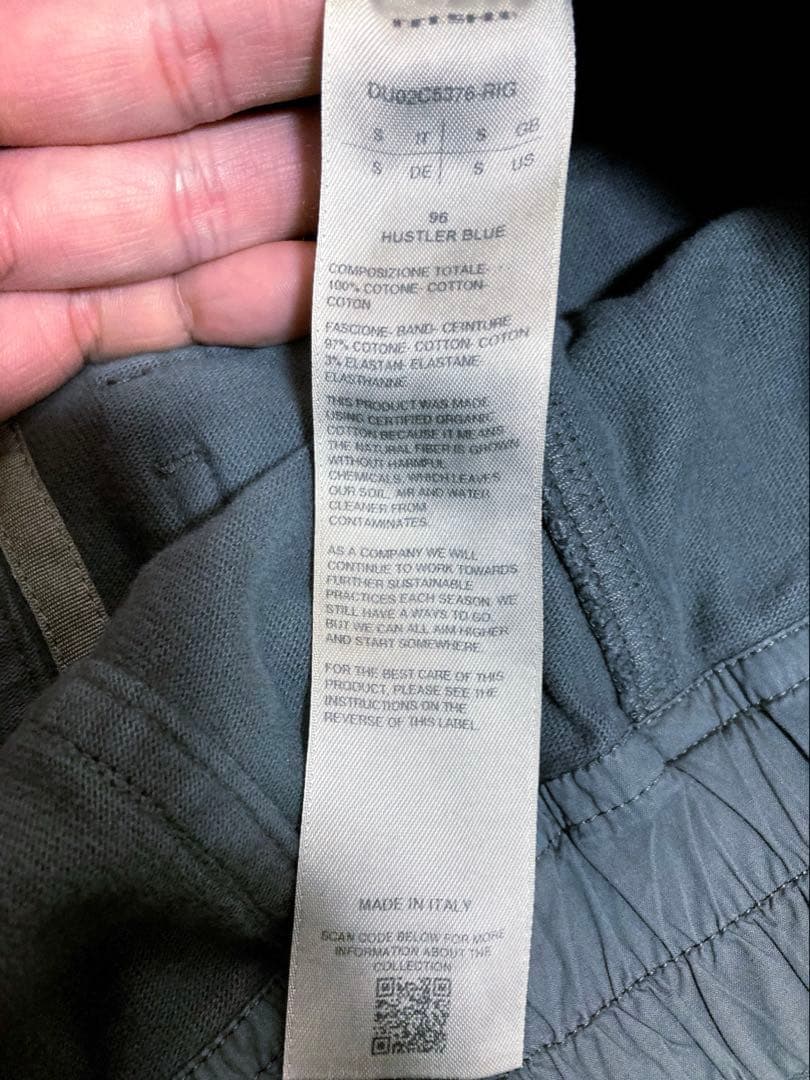 DU02C5376-RIG
S IT S GB
S DE S US
96
HUSTLER BLUE
COMPOSIZIONE TOTALE-
100% COTONE- COTTON-
COTON
FASCIONE- BAND- CEINTURE
97% COTONE- COTTON- COTON
3% ELASTAN- ELASTANE
ELASTHANNE
THIS PRODUCT WAS MADE
USING CERTIFIED ORGANIC
COTTON BECAUSE IT MEANS
THE NATURAL FIBER IS GROWN
WITHOUT HARMFUL
CHEMICALS, WHICH LEAVES
OUR SOIL, AIR AND WATER
CLEANER FROM
CONTAMINATES.
AS A COMPANY WE WILL
CONTINUE TO WORK TOWARDS
FURTHER SUSTAINABLE
PRACTICES EACH SEASON. WE
STILL HAVE A WAYS TO GO
BUT WE CAN ALL AIM HIGHER
AND START SOMEWHERE.
FOR THE BEST CARE OF THIS
PRODUCT, PLEASE SEE THE
INSTRUCTIONS ON THE
REVERSE OF THIS LABEL.
MADE IN ITALY
SCAN CODE BELOW FOR MORE
INFORMATION ABOUT THE
COLLECTION